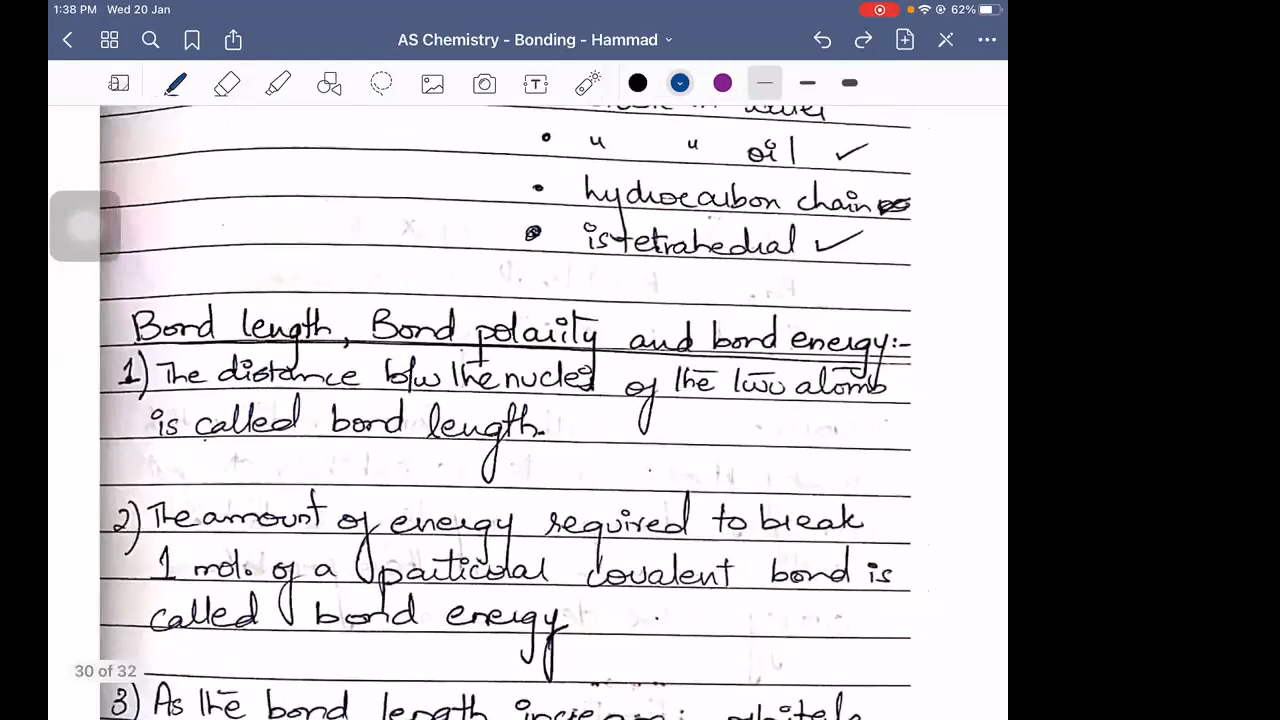 1:38 PM Wed 20 Jan
62%
AS Chemistry - Bonding - Hammad
• " " oil ✓
• hydrocarbon chain
• is tetrahedral ✓
Bond length, Bond polarity and bond energy:-
1) The distance b/w the nuclei of the two atoms
is called bond length.
2) The amount of energy required to break
1 mol. of a particular covalent bond is
called bond energy
30 of 32
3) As the bond length